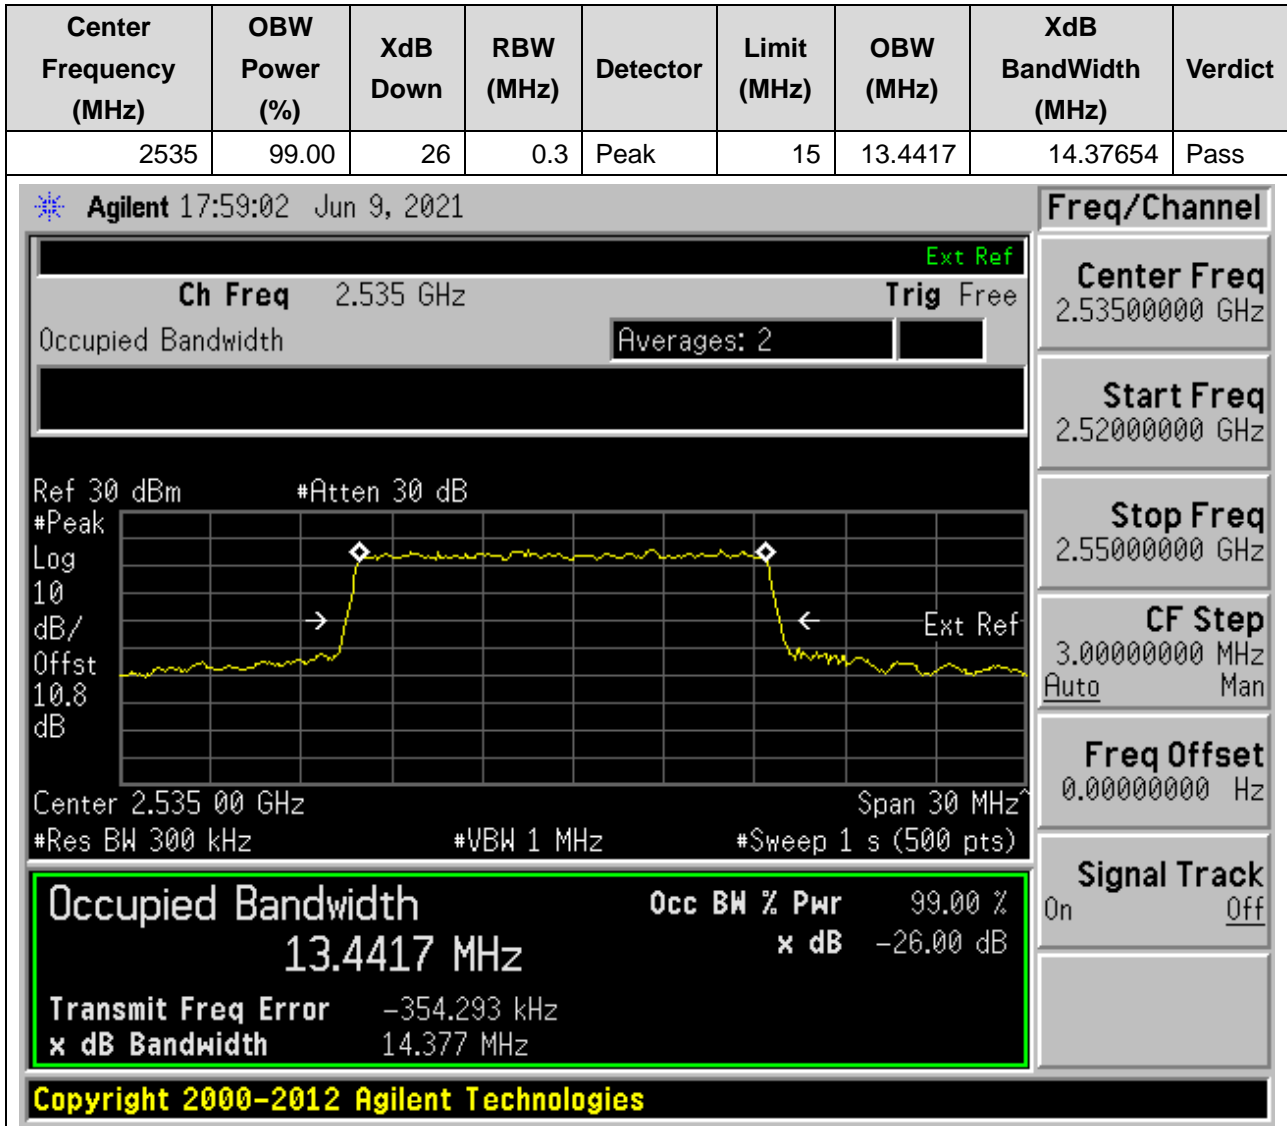 Center Frequency (MHz) OBW Power (%) XdB Down RBW (MHz) Detector Limit (MHz) OBW (MHz) XdB BandWidth (MHz) Verdict
2535 99.00 26 0.3 Peak 15 13.4417 14.37654 Pass
Agilent 17:59:02 Jun 9, 2021
Freq/Channel
Ext Ref
Ch Freq 2.535 GHz Trig Free
Occupied Bandwidth Averages: 2
Center Freq
2.53500000 GHz
Start Freq
2.52000000 GHz
Stop Freq
2.55000000 GHz
CF Step
3.00000000 MHz
Auto Man
Freq Offset
0.00000000 Hz
Signal Track
On Off
Ref 30 dBm #Atten 30 dB
#Peak
Log
10
dB/
Offst
10.8
dB
Ext Ref
Center 2.535 00 GHz Span 30 MHz^
#Res BW 300 kHz #VBW 1 MHz #Sweep 1 s (500 pts)
Occupied Bandwidth Occ BW % Pwr 99.00 %
13.4417 MHz x dB -26.00 dB
Transmit Freq Error -354.293 kHz
x dB Bandwidth 14.377 MHz
Copyright 2000-2012 Agilent Technologies